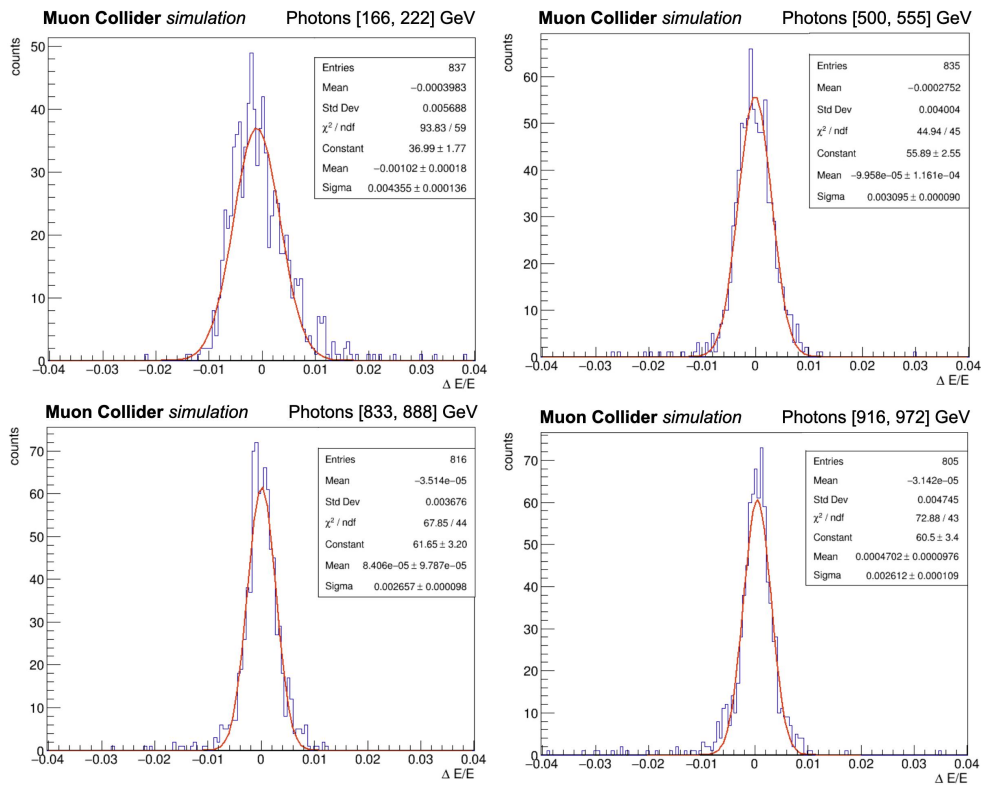 Muon Collider simulation Photons [166, 222] GeV
counts
50
40
30
20
10
0
Entries 837
Mean −0.0003983
Std Dev 0.005688
χ² / ndf 93.83 / 59
Constant 36.99 ± 1.77
Mean −0.00102 ± 0.00018
Sigma 0.004355 ± 0.000136
−0.04 −0.03 −0.02 −0.01 0 0.01 0.02 0.03 0.04
Δ E/E
Muon Collider simulation Photons [500, 555] GeV
counts
60
50
40
30
20
10
0
Entries 835
Mean −0.0002752
Std Dev 0.004004
χ² / ndf 44.94 / 45
Constant 55.89 ± 2.55
Mean −9.958e−05 ± 1.161e−04
Sigma 0.003095 ± 0.000090
−0.04 −0.03 −0.02 −0.01 0 0.01 0.02 0.03 0.04
Δ E/E
Muon Collider simulation Photons [833, 888] GeV
counts
70
60
50
40
30
20
10
0
Entries 816
Mean −3.514e−05
Std Dev 0.003676
χ² / ndf 67.85 / 44
Constant 61.65 ± 3.20
Mean 8.406e−05 ± 9.787e−05
Sigma 0.002657 ± 0.000098
−0.04 −0.03 −0.02 −0.01 0 0.01 0.02 0.03 0.04
Δ E/E
Muon Collider simulation Photons [916, 972] GeV
counts
70
60
50
40
30
20
10
0
Entries 805
Mean −3.142e−05
Std Dev 0.004745
χ² / ndf 72.88 / 43
Constant 60.5 ± 3.4
Mean 0.0004702 ± 0.0000976
Sigma 0.002612 ± 0.000109
−0.04 −0.03 −0.02 −0.01 0 0.01 0.02 0.03 0.04
Δ E/E